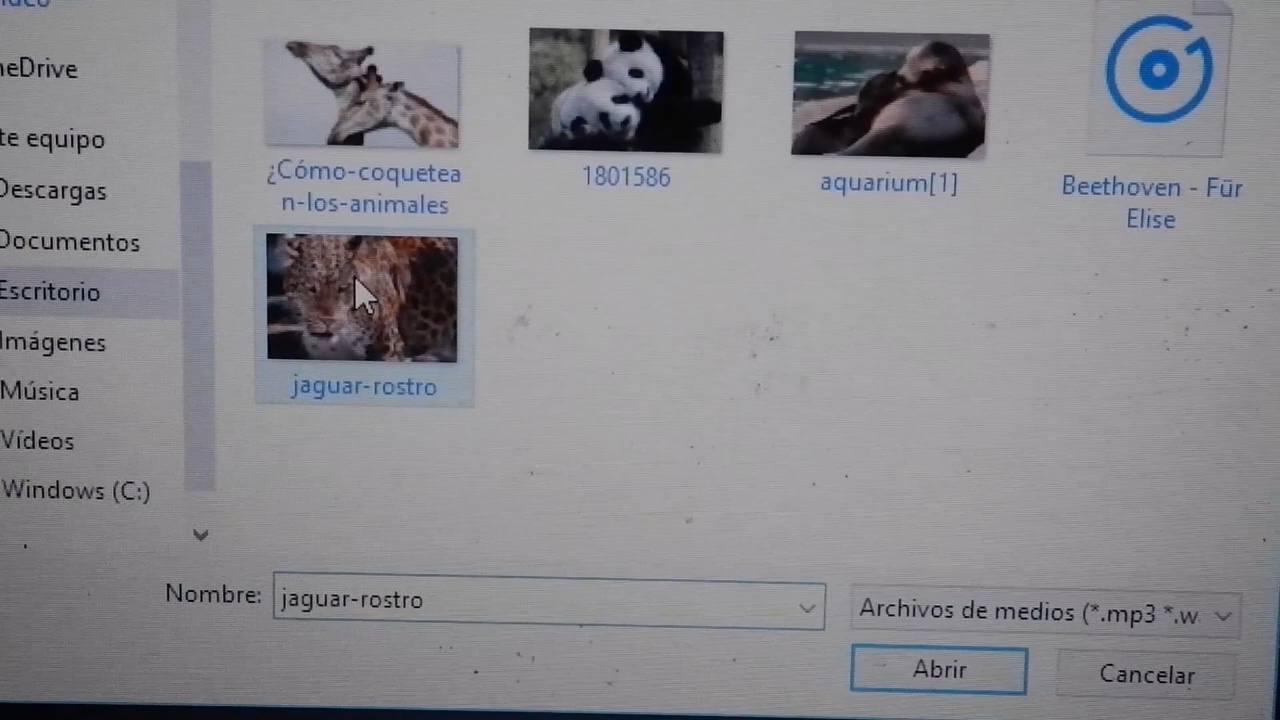 neDrive
te equipo
Descargas
Documentos
Escritorio
Imágenes
Música
Vídeos
Windows (C:)
¿Cómo-coquetea
n-los-animales
1801586
aquarium[1]
Beethoven - Für
Elise
jaguar-rostro
Nombre:
jaguar-rostro
Archivos de medios (*.mp3 *.w
Abrir
Cancelar